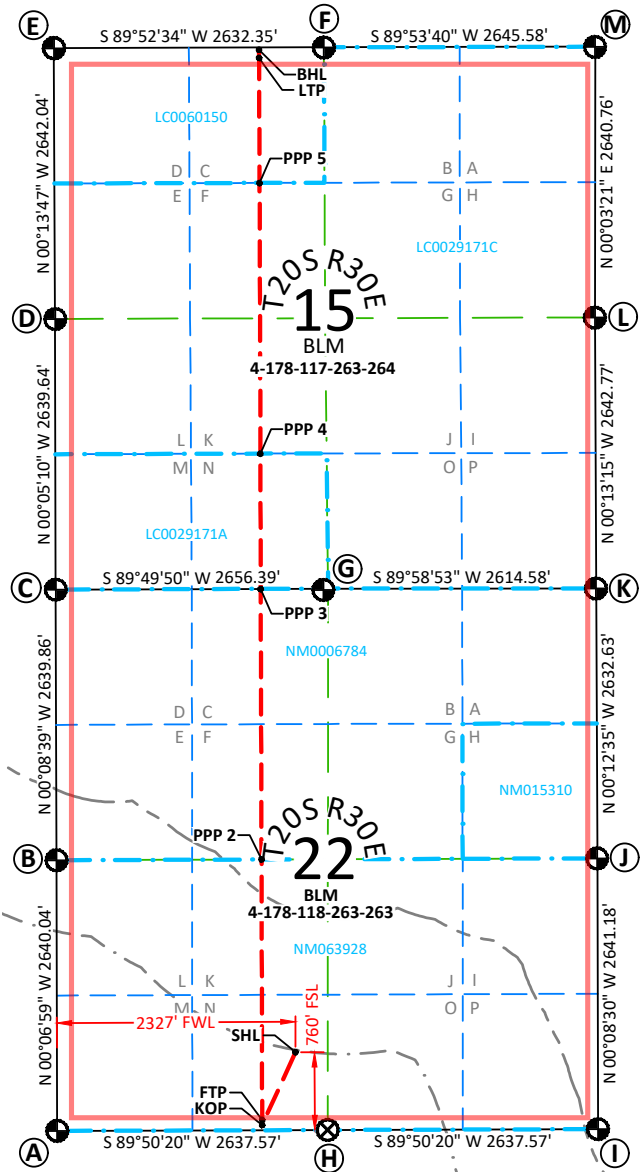 E
S 89°52'34" W 2632.35'
F
S 89°53'40" W 2645.58'
M
BHL
LTP
LC0060150
N 00°13'47" W 2642.04'
N 00°03'21" E 2640.76'
PPP 5
D C
E F
B A
G H
LC0029171C
T20S R30E
15
BLM
4-178-117-263-264
D
L
N 00°05'10" W 2639.64'
N 00°13'15" W 2642.77'
PPP 4
L K
M N
J I
O P
LC0029171A
C
S 89°49'50" W 2656.39'
G
S 89°58'53" W 2614.58'
K
PPP 3
NM0006784
N 00°08'39" W 2639.86'
N 00°12'35" W 2632.63'
D C
E F
B A
G H
NM015310
PPP 2
T20S R30E
22
BLM
4-178-118-263-263
B
J
NM063928
N 00°06'59" W 2640.04'
N 00°08'30" W 2641.18'
L K
M N
J I
O P
2327' FWL
760' FSL
SHL
FTP
KOP
A
S 89°50'20" W 2637.57'
H
S 89°50'20" W 2637.57'
I